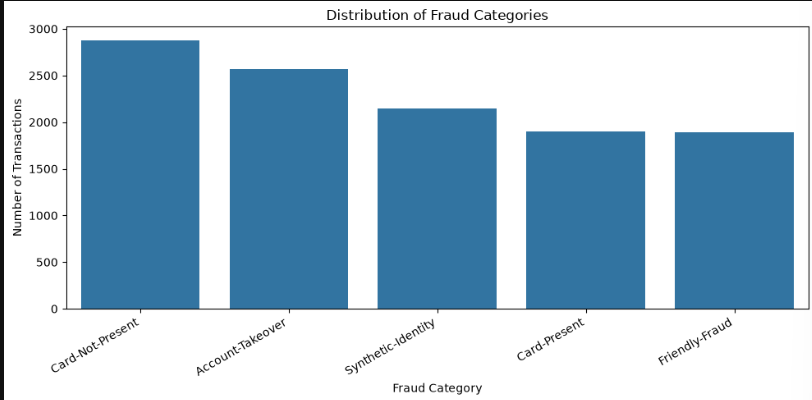 Distribution of Fraud Categories
3000
2500
2000
1500
1000
500
0
Number of Transactions
Card-Not-Present
Account-Takeover
Synthetic-Identity
Card-Present
Friendly-Fraud
Fraud Category